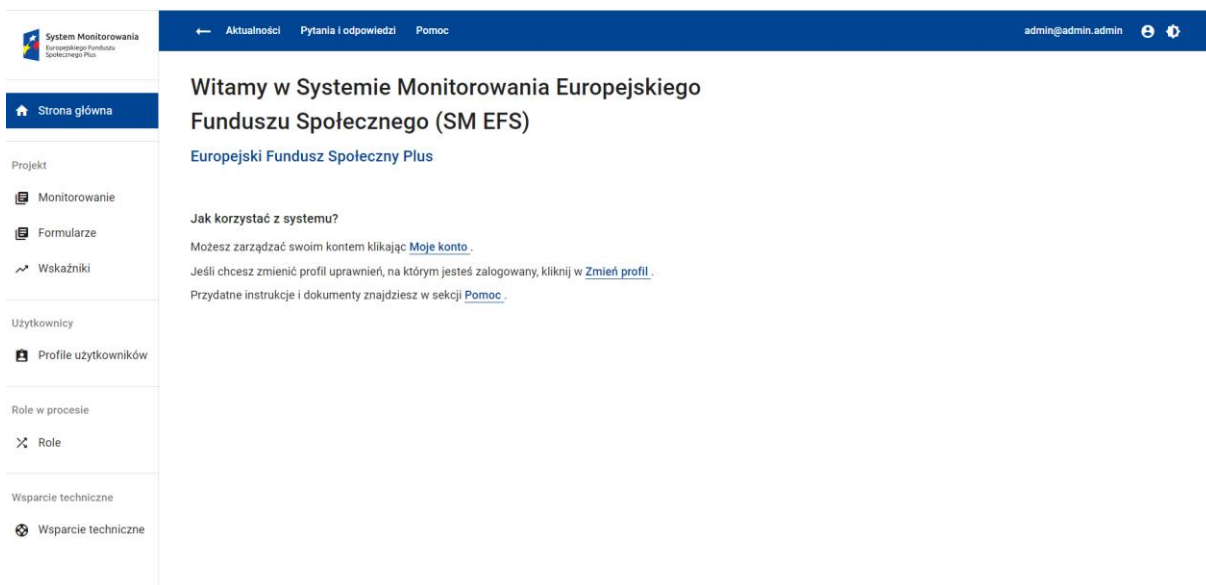 System Monitorowania
Europejskiego Funduszu
Społecznego Plus
Aktualności Pytania i odpowiedzi Pomoc admin@admin.admin
Strona główna
Projekt
Monitorowanie
Formularze
Wskaźniki
Użytkownicy
Profile użytkowników
Role w procesie
Role
Wsparcie techniczne
Wsparcie techniczne
Witamy w Systemie Monitorowania Europejskiego
Funduszu Społecznego (SM EFS)
Europejski Fundusz Społeczny Plus
Jak korzystać z systemu?
Możesz zarządzać swoim kontem klikając Moje konto .
Jeśli chcesz zmienić profil uprawnień, na którym jesteś zalogowany, kliknij w Zmień profil .
Przydatne instrukcje i dokumenty znajdziesz w sekcji Pomoc .